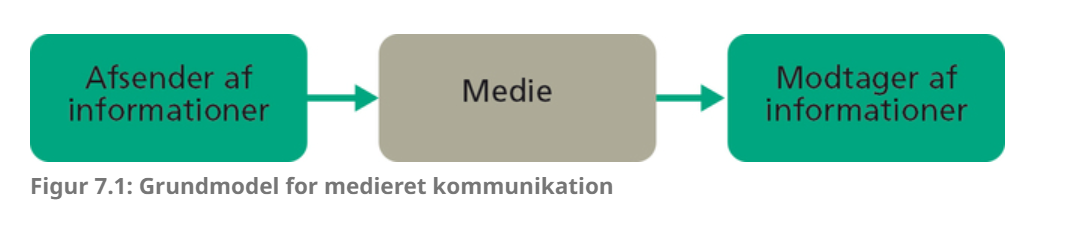 Afsender af
informationer
Medie
Modtager af
informationer
Figur 7.1: Grundmodel for medieret kommunikation